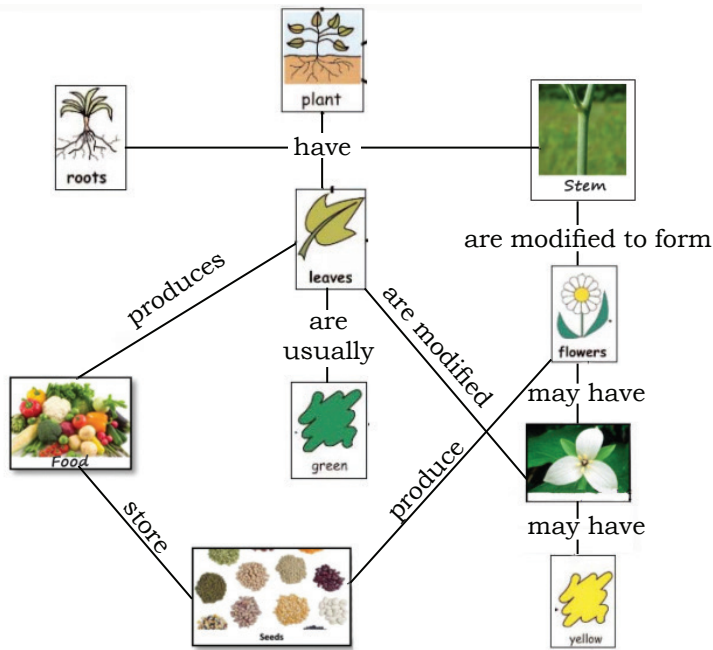 plant
roots
have
Stem
leaves
are modified to form
produces
are
usually
are modified
flowers
may have
Food
green
produce
store
may have
Seeds
yellow